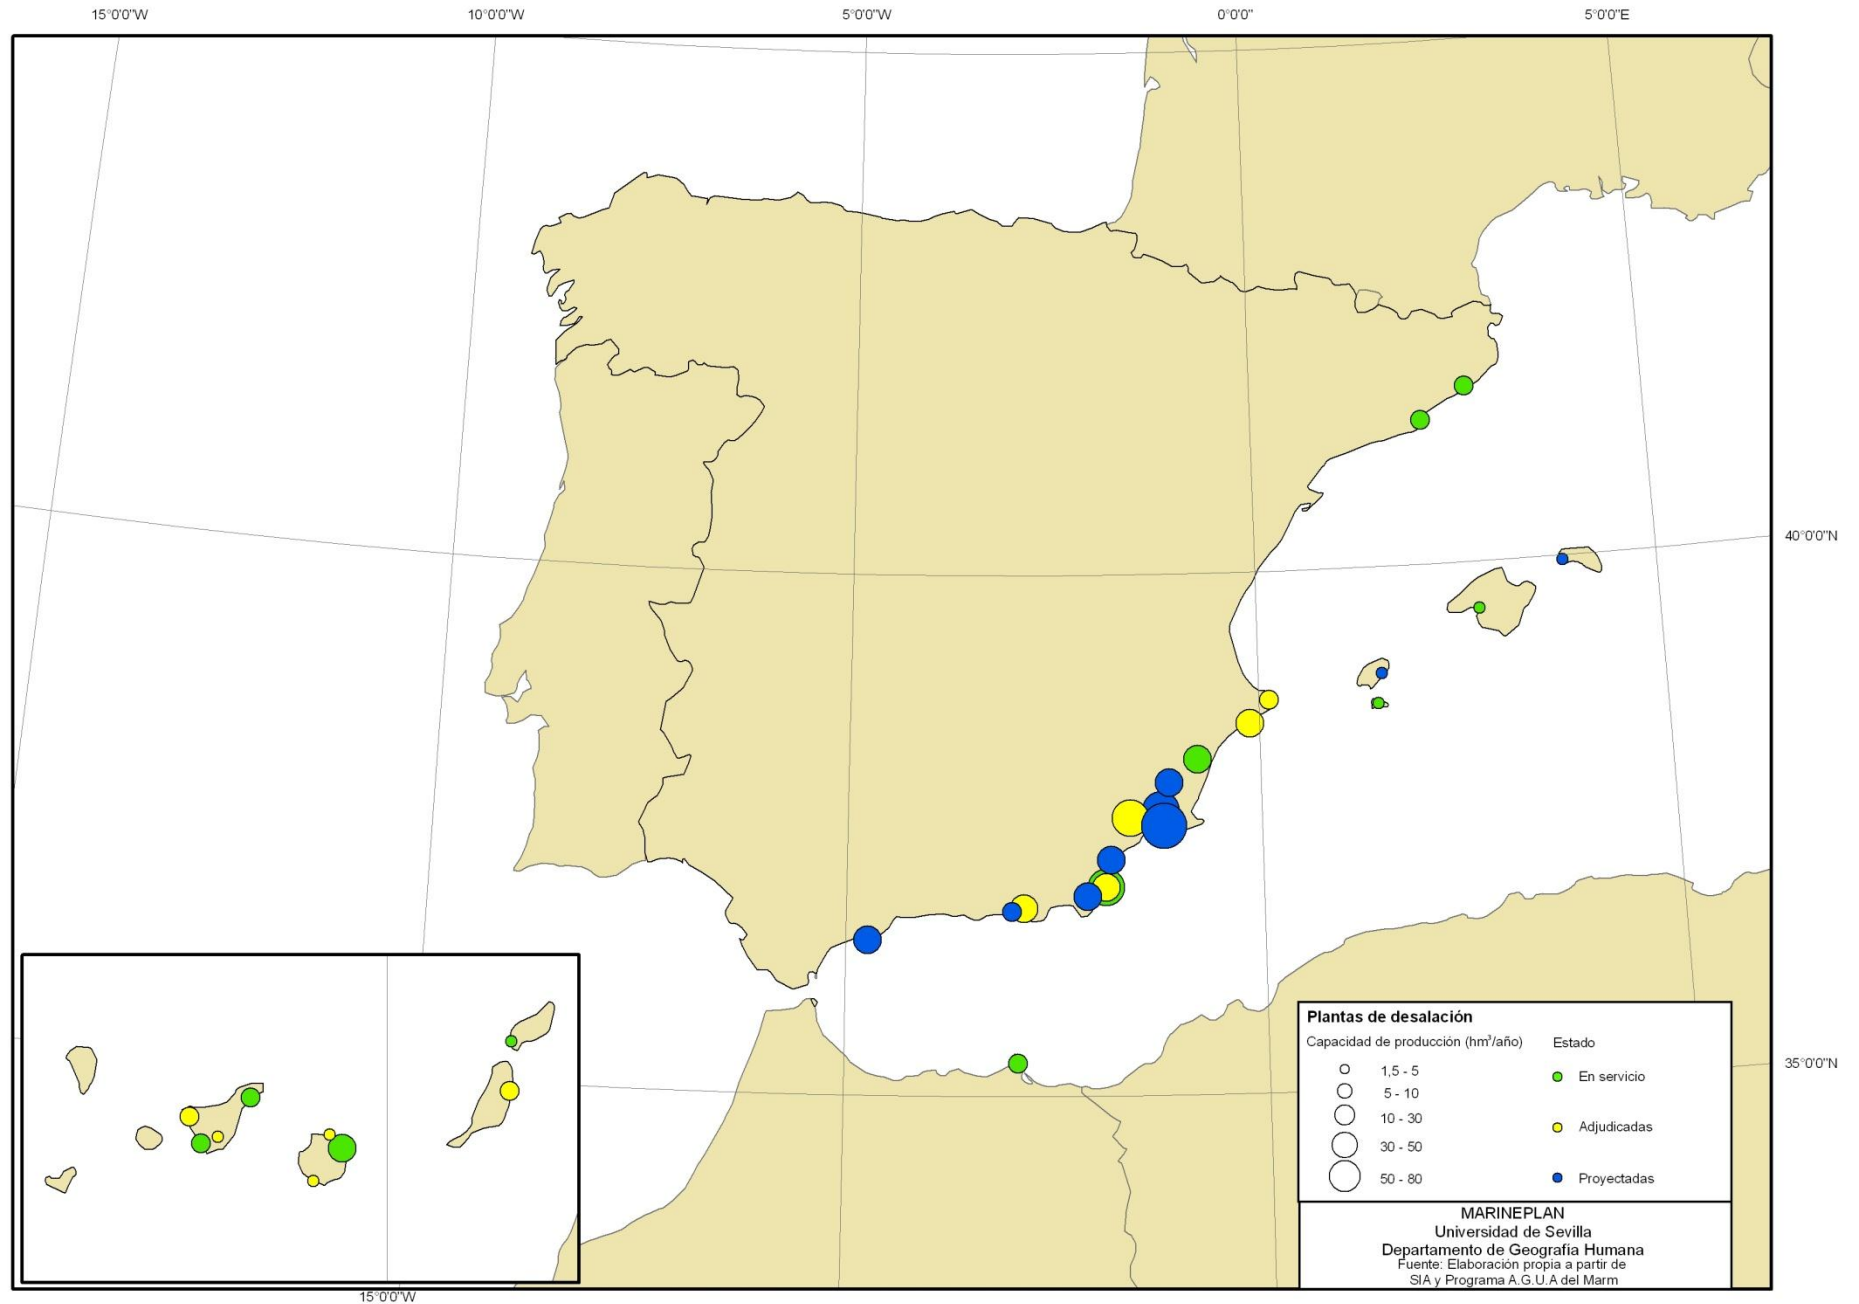 15°0'0"W
10°0'0"W
5°0'0"W
0°0'0"
5°0'0"E
40°0'0"N
35°0'0"N
15°0'0"W
Plantas de desalación
Capacidad de producción (hm³/año)
1,5 - 5
5 - 10
10 - 30
30 - 50
50 - 80
Estado
En servicio
Adjudicadas
Proyectadas
MARINEPLAN
Universidad de Sevilla
Departamento de Geografía Humana
Fuente: Elaboración propia a partir de
SIA y Programa A.G.U.A del Marm